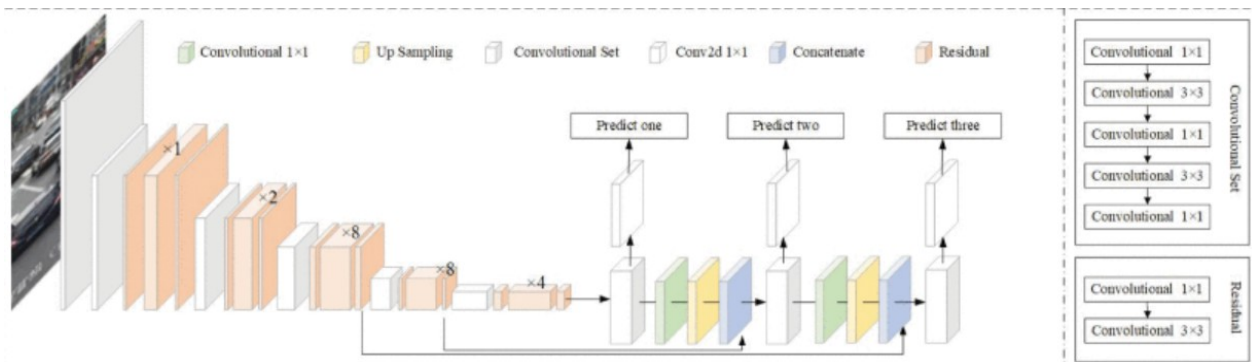 Convolutional 1×1
Up Sampling
Convolutional Set
Conv2d 1×1
Concatenate
Residual
Predict one
Predict two
Predict three
×1
×2
×8
×8
×4
Convolutional 1×1
Convolutional 3×3
Convolutional 1×1
Convolutional 3×3
Convolutional 1×1
Convolutional Set
Convolutional 1×1
Convolutional 3×3
Residual